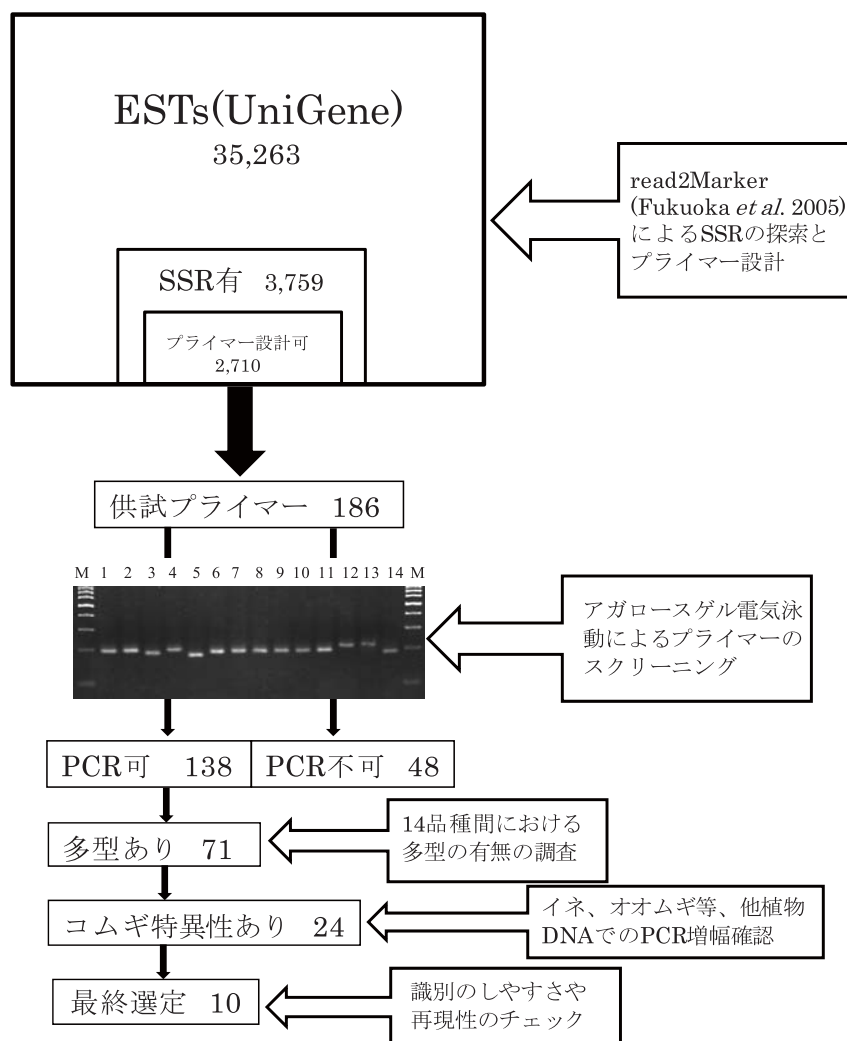 ESTs(UniGene)
35,263
read2Marker
(Fukuoka et al. 2005)
によるSSRの探索と
プライマー設計
SSR有 3,759
プライマー設計可
2,710
供試プライマー 186
M 1 2 3 4 5 6 7 8 9 10 11 12 13 14 M
アガロースゲル電気泳
動によるプライマーの
スクリーニング
PCR可 138
PCR不可 48
多型あり 71
14品種間における
多型の有無の調査
コムギ特異性あり 24
イネ、オオムギ等、他植物
DNAでのPCR増幅確認
最終選定 10
識別のしやすさや
再現性のチェック